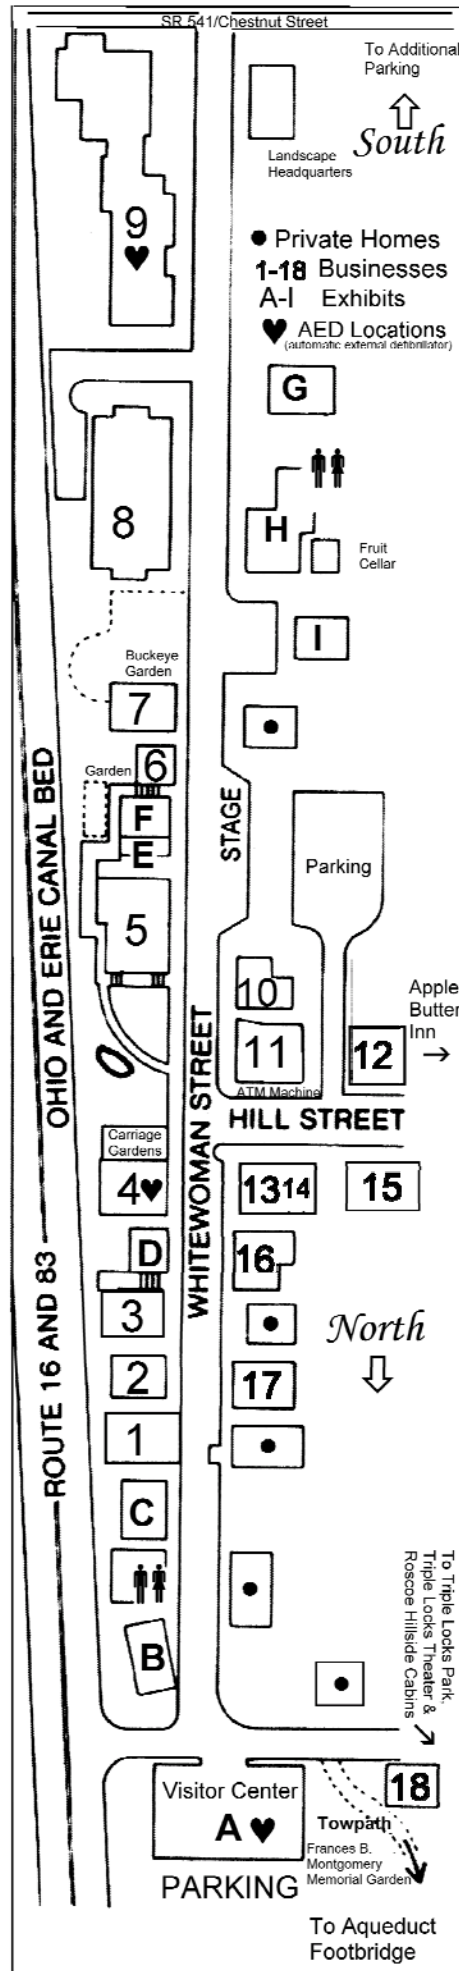 SR 541/Chestnut Street
To Additional
Parking
South
Landscape
Headquarters
9
Private Homes
1-18 Businesses
A-I Exhibits
AED Locations
(automatic external defibrillator)
G
8
H
Fruit
Cellar
I
Buckeye
Garden
7
6
Garden
F
E
STAGE
Parking
5
OHIO AND ERIE CANAL BED
10
Apple
Butter
Inn
11
12
ATM Machine
HILL STREET
WHITEWOMAN STREET
Carriage
Gardens
4
13 14
15
D
16
3
North
ROUTE 16 AND 83
2
17
1
C
B
To Triple Locks Park,
Triple Locks Theater &
Roscoe Hillside Cabins
Visitor Center
A
18
Towpath
Frances B.
Montgomery
Memorial Garden
PARKING
To Aqueduct
Footbridge